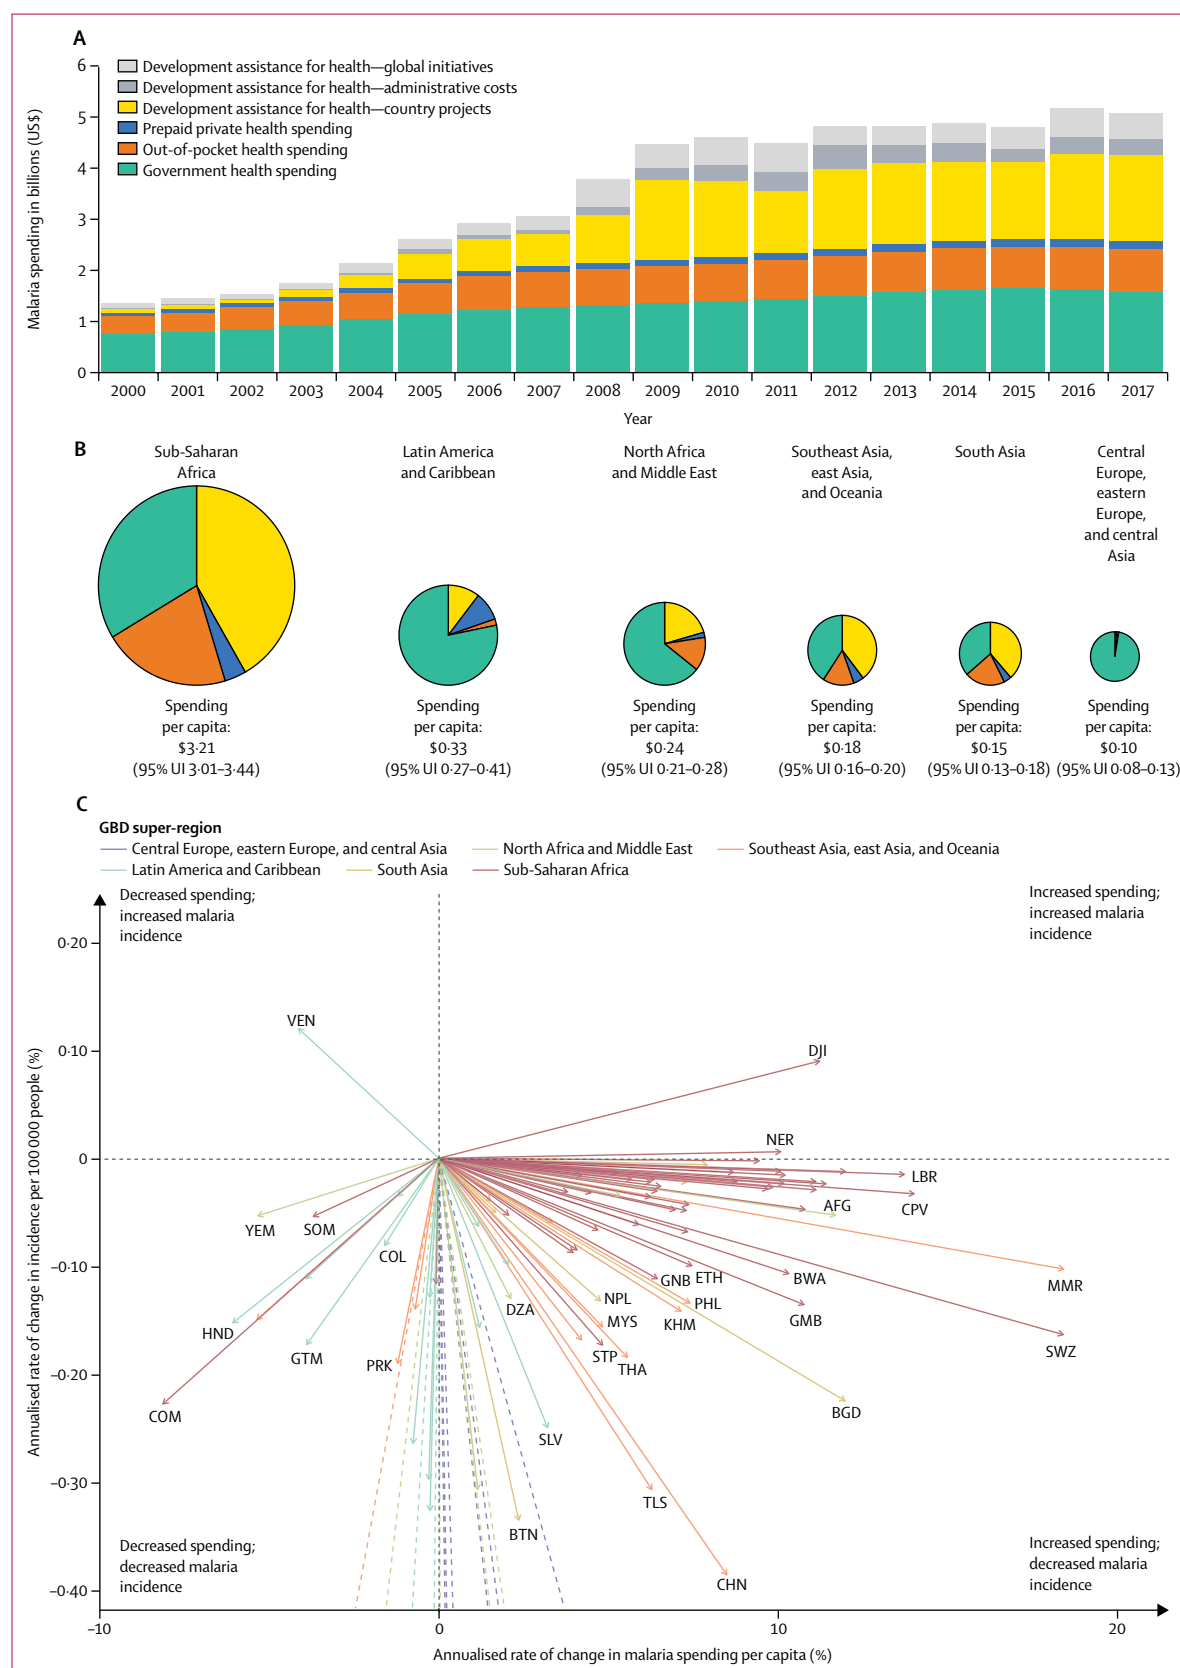 A
6
5
4
3
2
1
0
Malaria spending in billions (US$)
Development assistance for health—global initiatives
Development assistance for health—administrative costs
Development assistance for health—country projects
Prepaid private health spending
Out-of-pocket health spending
Government health spending
2000 2001 2002 2003 2004 2005 2006 2007 2008 2009 2010 2011 2012 2013 2014 2015 2016 2017
Year
B
Sub-Saharan
Africa
Spending
per capita:
$3·21
(95% UI 3·01–3·44)
Latin America
and Caribbean
Spending
per capita:
$0·33
(95% UI 0·27–0·41)
North Africa
and Middle East
Spending
per capita:
$0·24
(95% UI 0·21–0·28)
Southeast Asia,
east Asia,
and Oceania
Spending
per capita:
$0·18
(95% UI 0·16–0·20)
South Asia
Spending
per capita:
$0·15
(95% UI 0·13–0·18)
Central
Europe,
eastern
Europe,
and central
Asia
Spending
per capita:
$0·10
(95% UI 0·08–0·13)
C
GBD super-region
Central Europe, eastern Europe, and central Asia
North Africa and Middle East
Southeast Asia, east Asia, and Oceania
Latin America and Caribbean
South Asia
Sub-Saharan Africa
Decreased spending;
increased malaria
incidence
Increased spending;
increased malaria
incidence
0·20
0·10
0
–0·10
–0·20
–0·30
–0·40
Annualised rate of change in incidence per 100 000 people (%)
VEN
DJI
NER
LBR
AFG
CPV
YEM
SOM
COL
GNB
ETH
BWA
MMR
NPL
DZA
PHL
MYS
KHM
GMB
HND
SWZ
GTM
PRK
STP
THA
COM
BGD
SLV
TLS
BTN
CHN
Decreased spending;
decreased malaria
incidence
Increased spending;
decreased malaria
incidence
–10
0
10
20
Annualised rate of change in malaria spending per capita (%)